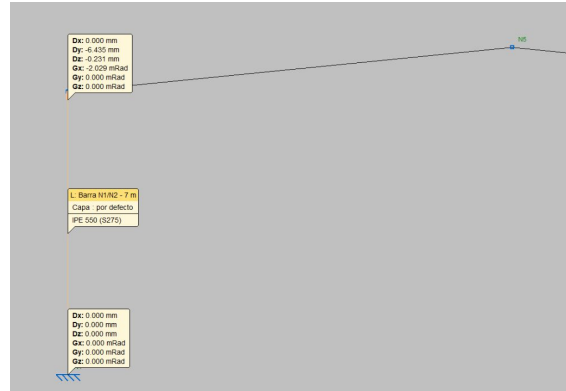 Dx: 0.000 mm
Dy: -6.435 mm
Dz: -0.231 mm
Gx: -2.029 mRad
Gy: 0.000 mRad
Gz: 0.000 mRad
N6
L: Barra N1/N2 - 7 m
Capa : por defecto
IPE 550 (S275)
Dx: 0.000 mm
Dy: 0.000 mm
Dz: 0.000 mm
Gx: 0.000 mRad
Gy: 0.000 mRad
Gz: 0.000 mRad